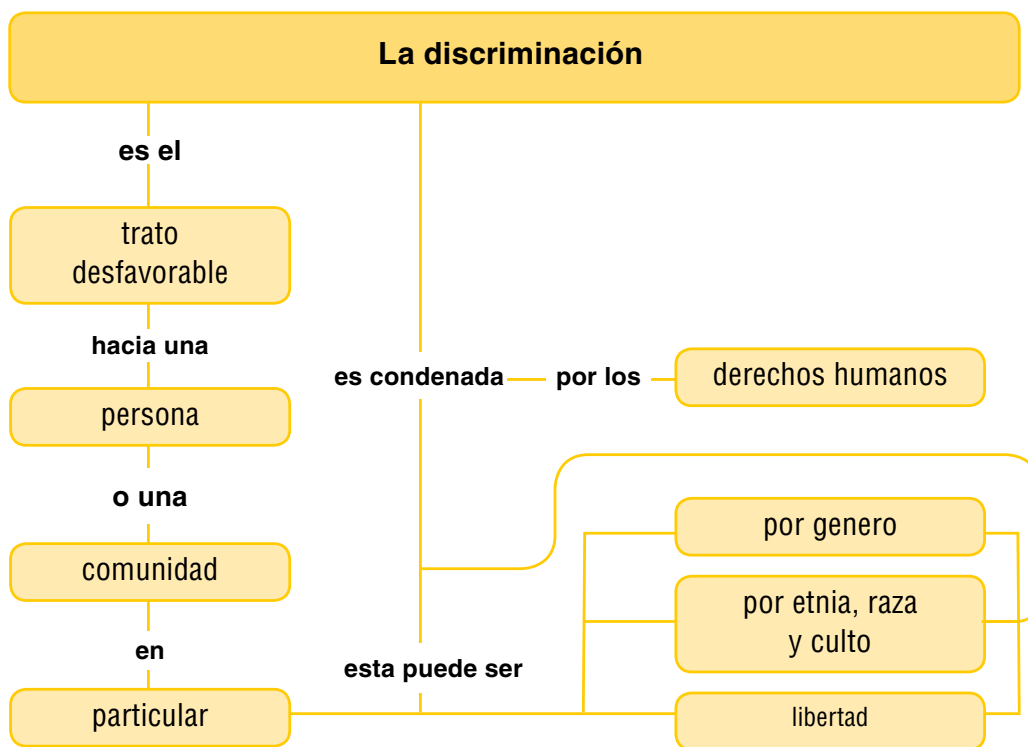 La discriminación
es el
trato
desfavorable
hacia una
persona
o una
comunidad
en
particular
es condenada
por los
derechos humanos
esta puede ser
por genero
por etnia, raza
y culto
libertad